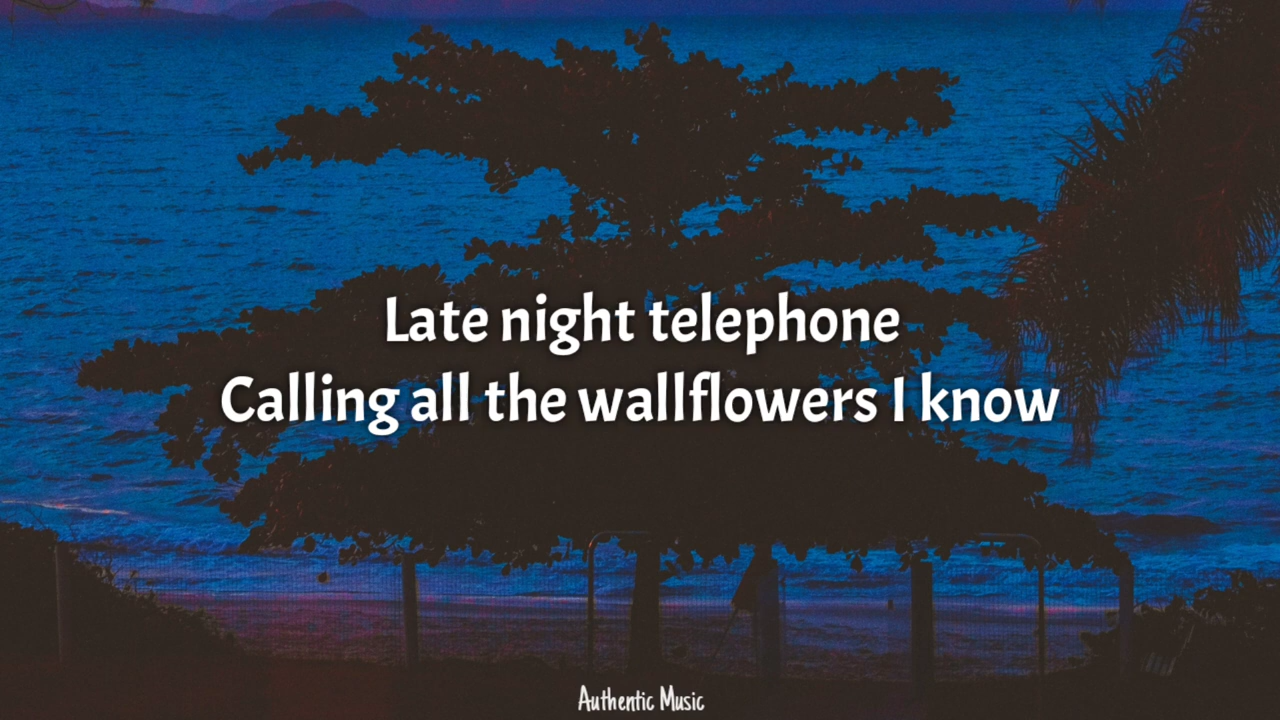 Late night telephone
Calling all the wallflowers I know
Authentic Music